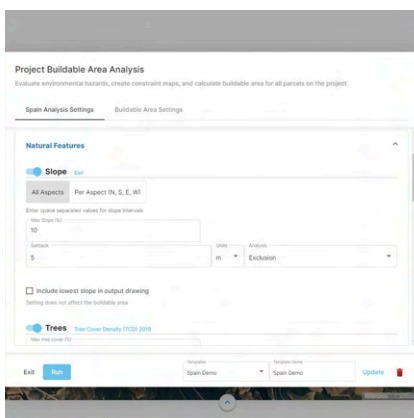 Project Buildable Area Analysis
Evaluate environmental hazards, create constraint maps, and calculate buildable area for all parcels on the project
Spain Analysis Settings
Buildable Area Settings
Natural Features
Slope
All Aspects
Per Aspect (N, S, E, W)
Enter space separated values for slope intervals
Max Slope (%)
10
Setback
5
Units
m
Analysis
Exclusion
Include lowest slope in output drawing
Setting does not affect the buildable area
Trees Tree Cover Density (TCD) 2018
Max tree cover (%)
Exit
Run
Templates
Spain Demo
Template Name
Spain Demo
Update